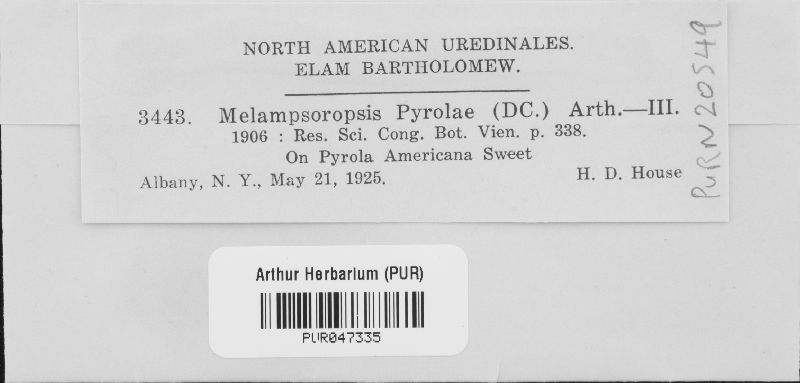 NORTH AMERICAN UREDINALES.
ELAM BARTHOLOMEW.
3443. Melampsoropsis Pyrolae (DC.) Arth.—III.
1906 : Res. Sci. Cong. Bot. Vien. p. 338.
On Pyrola Americana Sweet
Albany, N. Y., May 21, 1925. H. D. House
PURN20549
Arthur Herbarium (PUR)
PUR047335